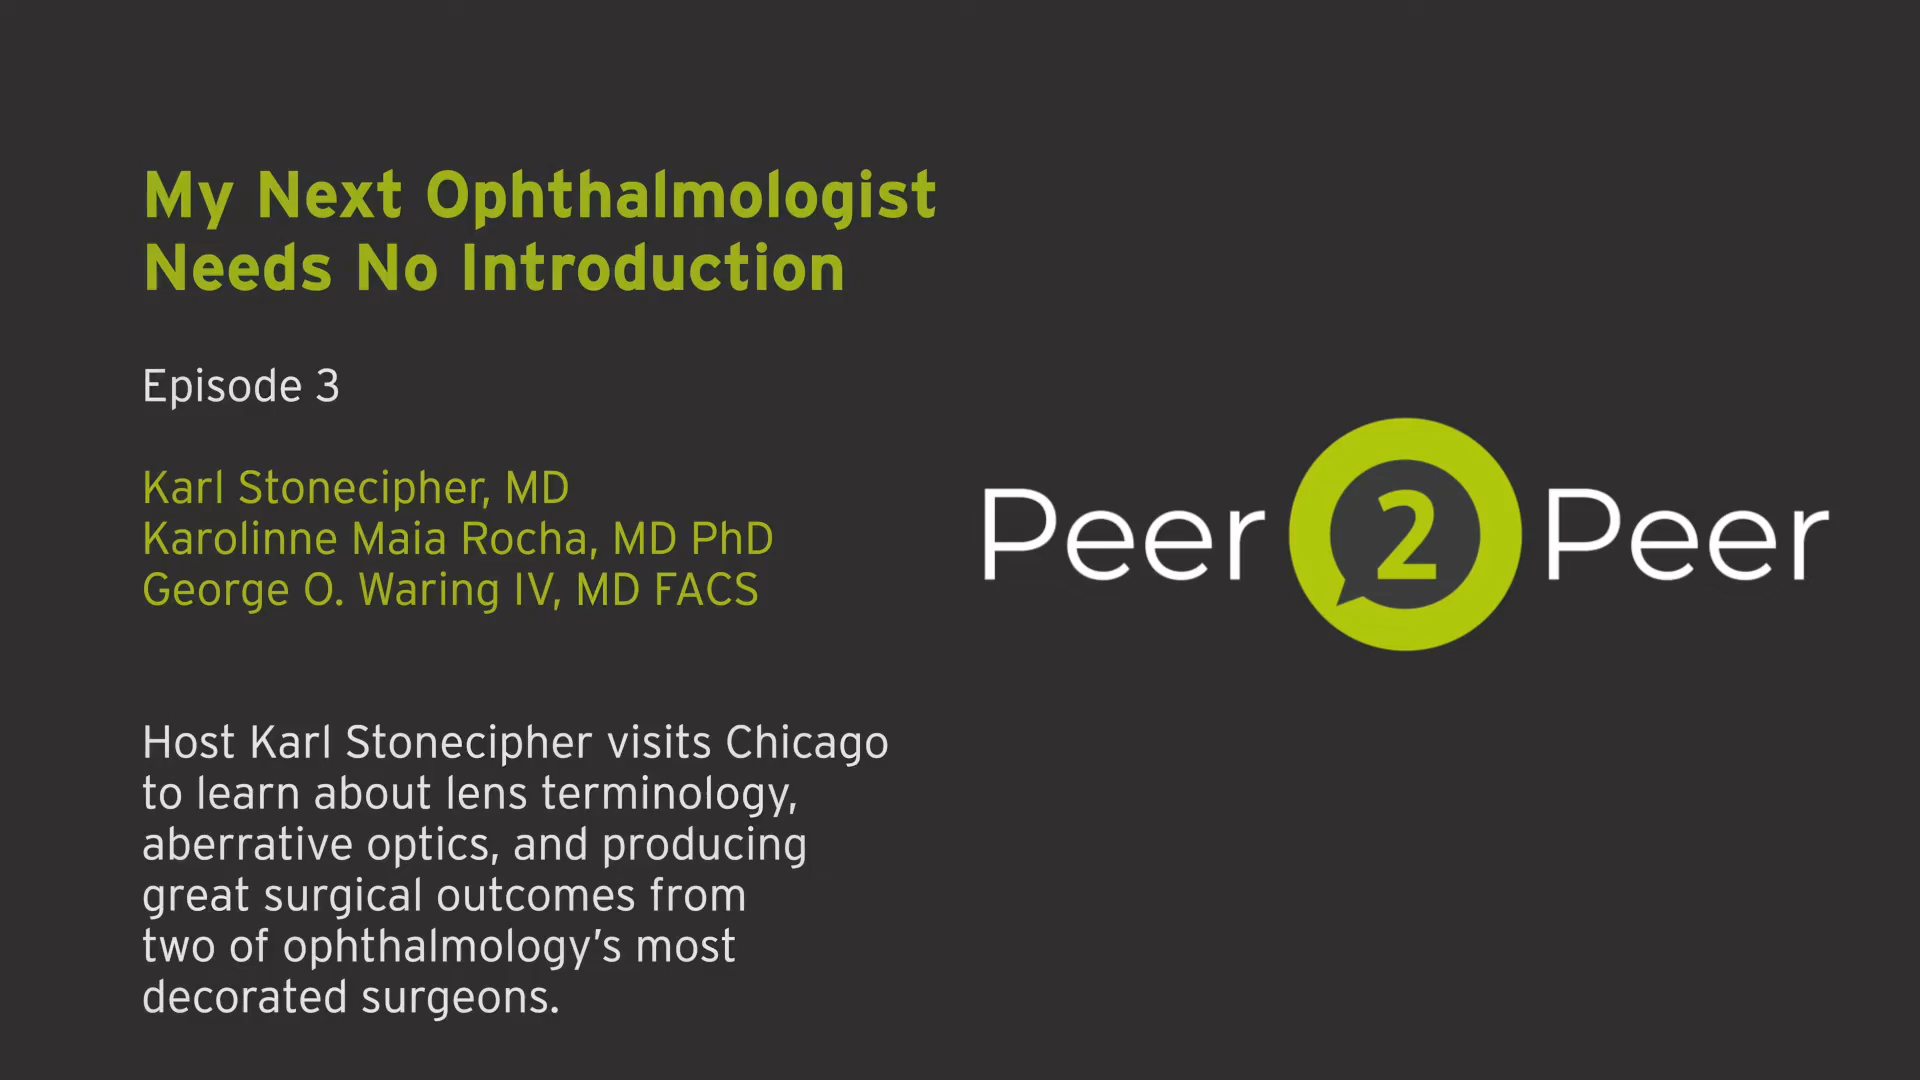 My Next Ophthalmologist
Needs No Introduction
Episode 3
Karl Stonecipher, MD
Karolinne Maia Rocha, MD PhD
George O. Waring IV, MD FACS
Host Karl Stonecipher visits Chicago
to learn about lens terminology,
aberrative optics, and producing
great surgical outcomes from
two of ophthalmology’s most
decorated surgeons.
Peer 2 Peer